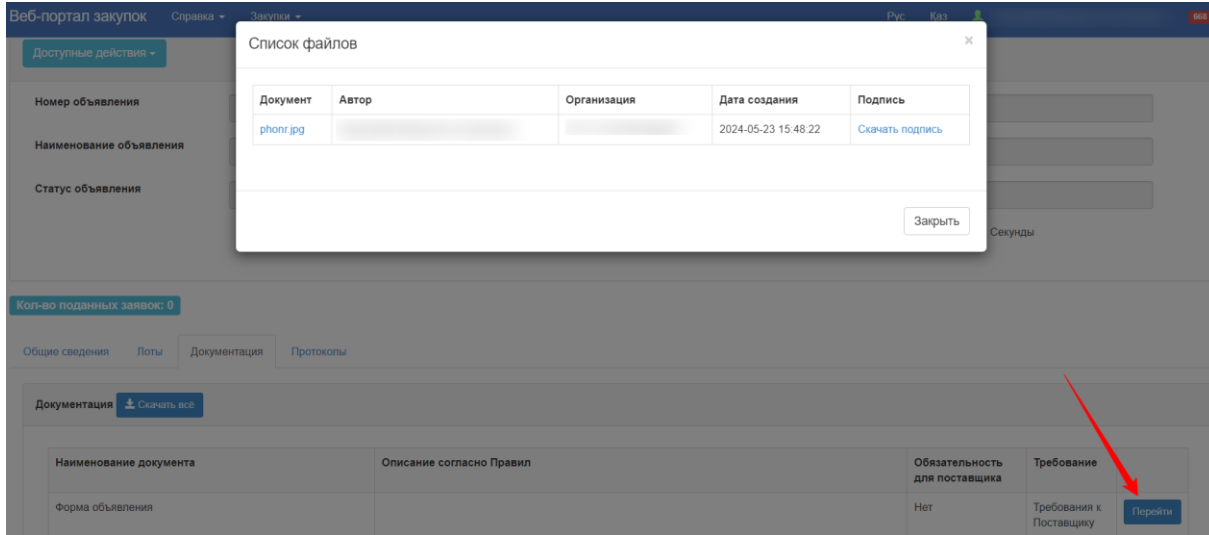 Веб-портал закупок Справка Закупки Рус Каз 668
Список файлов ×
Доступные действия
Номер объявления
Документ Автор Организация Дата создания Подпись
phonr.jpg 2024-05-23 15:48:22 Скачать подпись
Наименование объявления
Статус объявления
Закрыть
Секунды
Кол-во поданных заявок: 0
Общие сведения Лоты Документация Протоколы
Документация Скачать всё
Наименование документа Описание согласно Правил Обязательность Требование
для поставщика
Форма объявления Нет Требования к Перейти
Поставщику